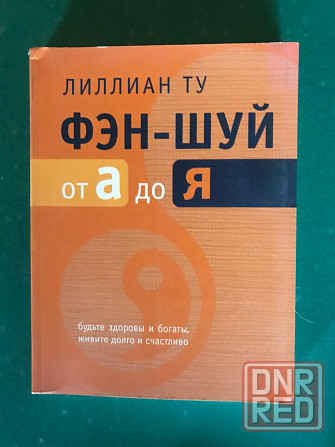 ЛИЛЛИАН ТУ
ФЭН-ШУЙ
от а до Я
будьте здоровы и богаты,
живите долго и счастливо
DNR
RED